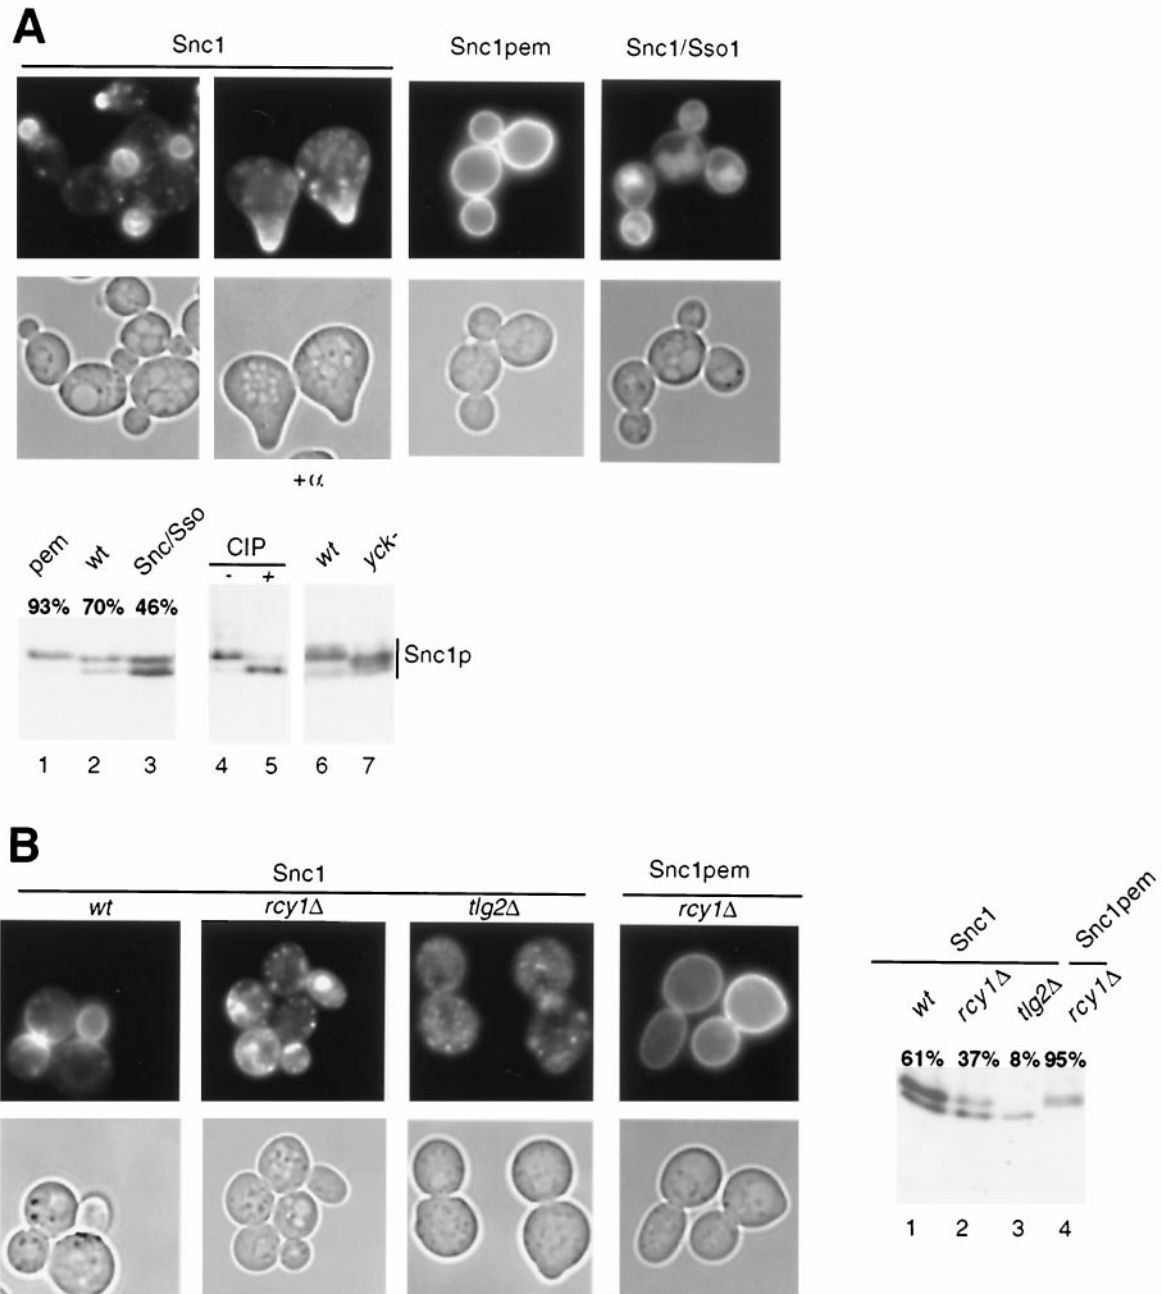 A
Snc1 Snc1pem Snc1/Sso1
+α
pem wt Snc/Sso CIP wt yck-
- +
93% 70% 46%
Snc1p
1 2 3 4 5 6 7
B
Snc1 Snc1pem
wt rcy1Δ tlg2Δ rcy1Δ
Snc1 Snc1pem
wt rcy1Δ tlg2Δ rcy1Δ
61% 37% 8% 95%
1 2 3 4